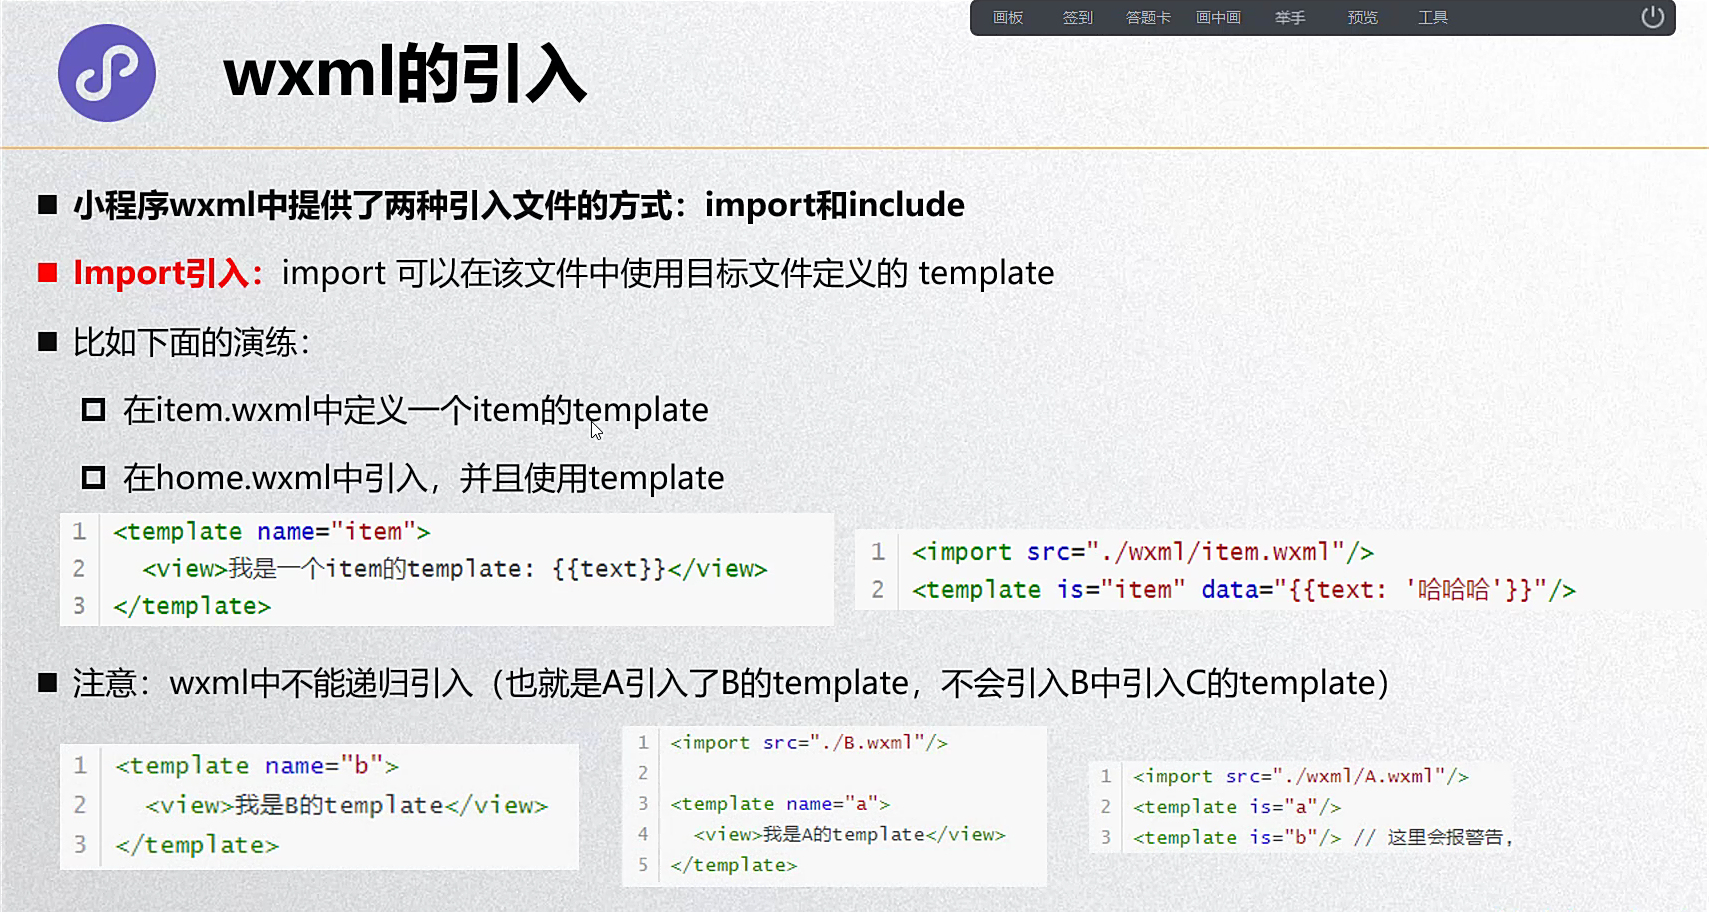 画板 签到 答题卡 画中画 举手 预览 工具
wxml的引入
小程序wxml中提供了两种引入文件的方式：import和include
Import引入：import 可以在该文件中使用目标文件定义的 template
比如下面的演练：
在item.wxml中定义一个item的template
在home.wxml中引入，并且使用template
1 <template name="item">
2 <view>我是一个item的template: {{text}}</view>
3 </template>
1 <import src="./wxml/item.wxml"/>
2 <template is="item" data="{{text: '哈哈哈'}}"/>
注意：wxml中不能递归引入（也就是A引入了B的template，不会引入B中引入C的template）
1 <template name="b">
2 <view>我是B的template</view>
3 </template>
1 <import src="./B.wxml"/>
2
3 <template name="a">
4 <view>我是A的template</view>
5 </template>
1 <import src="./wxml/A.wxml"/>
2 <template is="a"/>
3 <template is="b"/> // 这里会报警告，